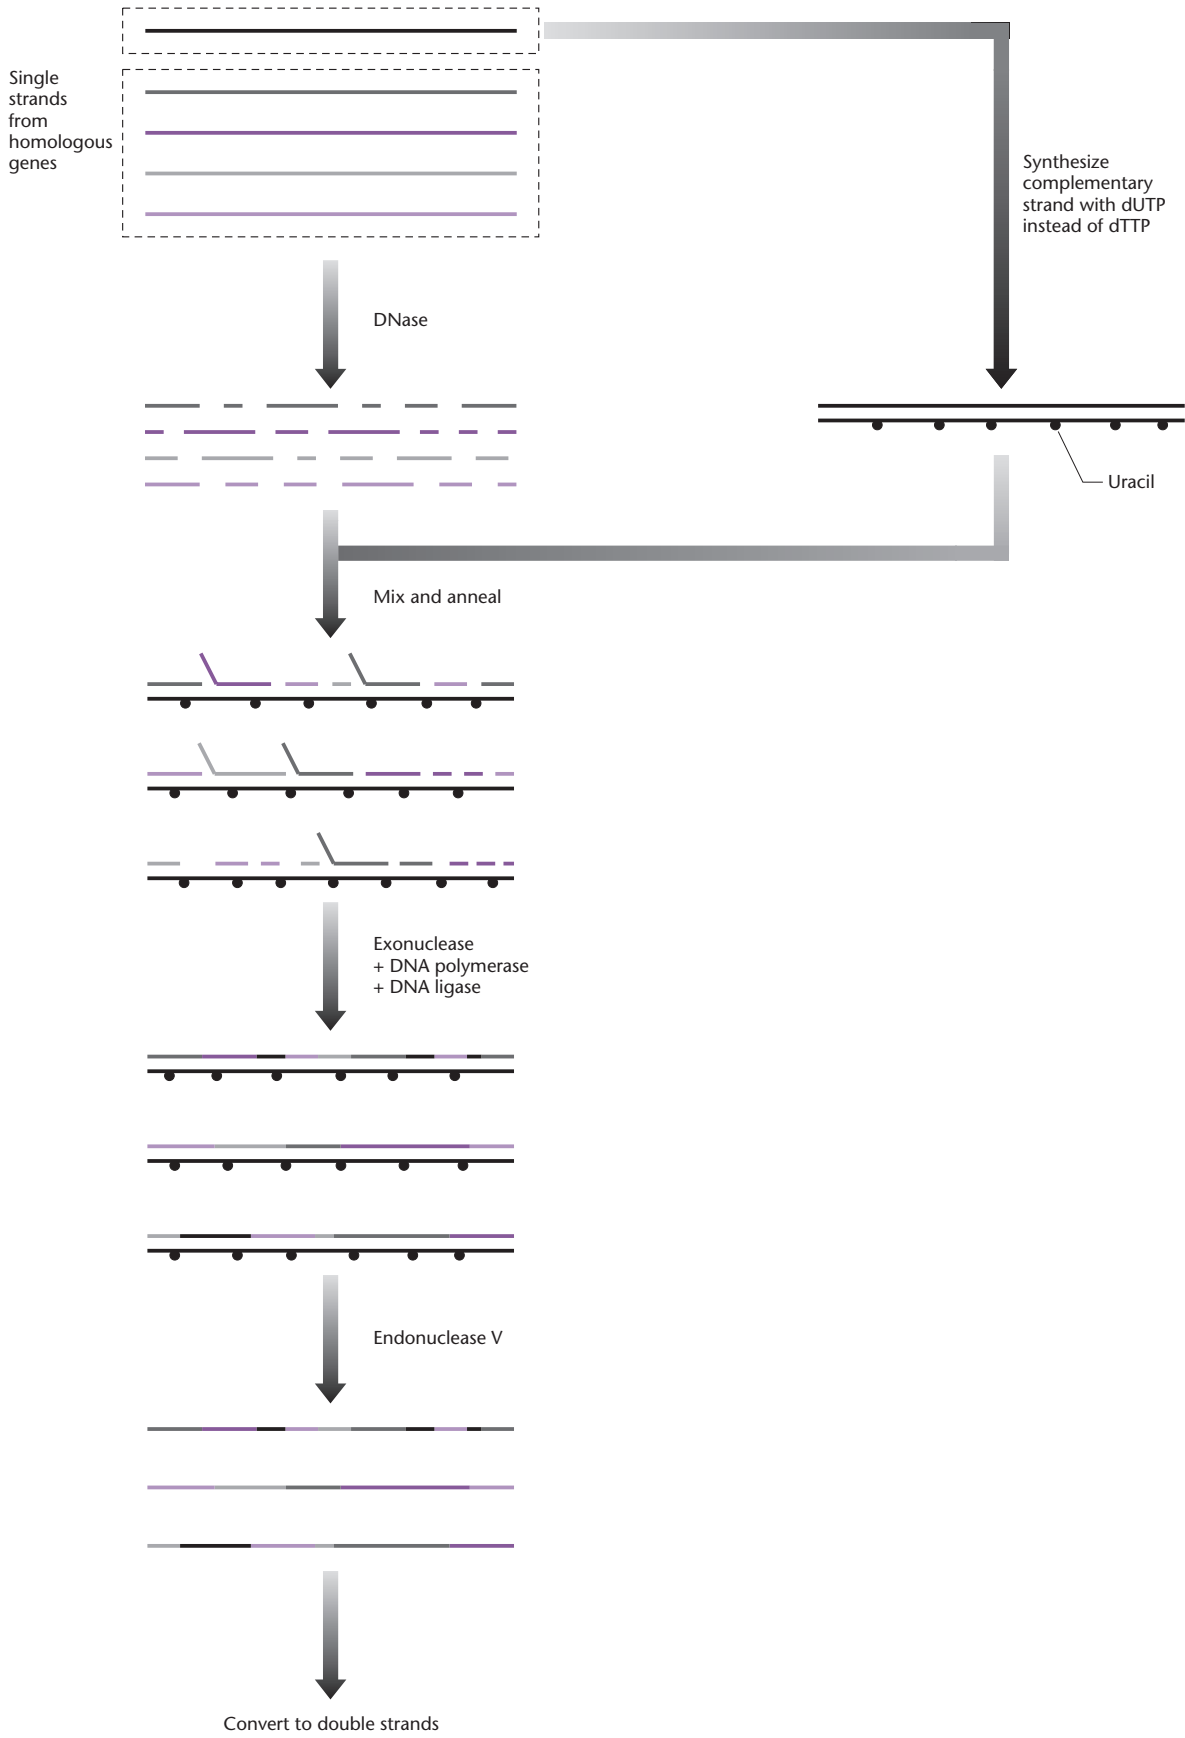 Single
strands
from
homologous
genes
Synthesize
complementary
strand with dUTP
instead of dTTP
DNase
Uracil
Mix and anneal
Exonuclease
+ DNA polymerase
+ DNA ligase
Endonuclease V
Convert to double strands